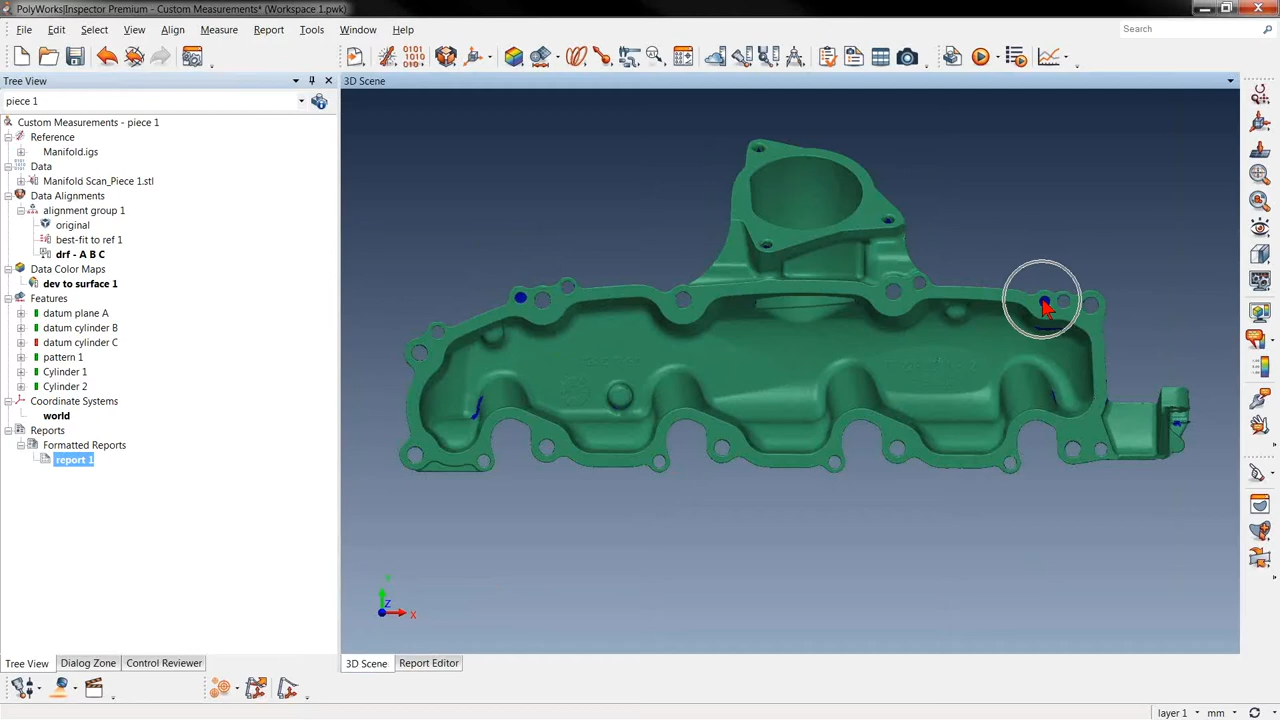 PolyWorks|Inspector Premium - Custom Measurements* (Workspace 1.pwk)
File Edit Select View Align Measure Report Tools Window Help
Search
Tree View
3D Scene
piece 1
Custom Measurements - piece 1
Reference
Manifold.igs
Data
Manifold Scan_Piece 1.stl
Data Alignments
alignment group 1
original
best-fit to ref 1
drf - A B C
Data Color Maps
dev to surface 1
Features
datum plane A
datum cylinder B
datum cylinder C
pattern 1
Cylinder 1
Cylinder 2
Coordinate Systems
world
Reports
Formatted Reports
report 1
Y
Z
X
Tree View Dialog Zone Control Reviewer
3D Scene Report Editor
layer 1 mm